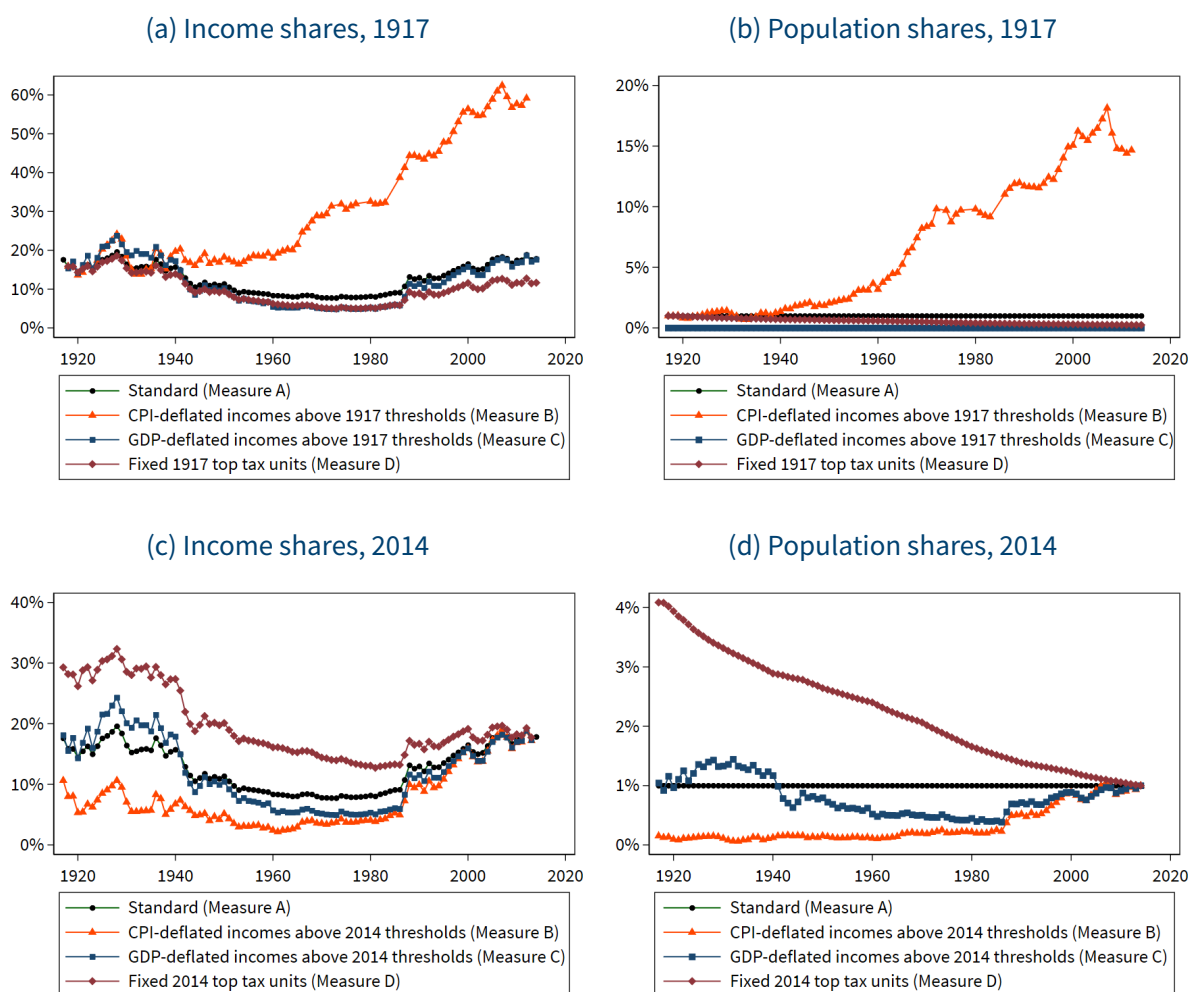 (a) Income shares, 1917
60%
50%
40%
30%
20%
10%
0%
1920 1940 1960 1980 2000 2020
Standard (Measure A)
CPI-deflated incomes above 1917 thresholds (Measure B)
GDP-deflated incomes above 1917 thresholds (Measure C)
Fixed 1917 top tax units (Measure D)
(b) Population shares, 1917
20%
15%
10%
5%
0%
1920 1940 1960 1980 2000 2020
Standard (Measure A)
CPI-deflated incomes above 1917 thresholds (Measure B)
GDP-deflated incomes above 1917 thresholds (Measure C)
Fixed 1917 top tax units (Measure D)
(c) Income shares, 2014
40%
30%
20%
10%
0%
1920 1940 1960 1980 2000 2020
Standard (Measure A)
CPI-deflated incomes above 2014 thresholds (Measure B)
GDP-deflated incomes above 2014 thresholds (Measure C)
Fixed 2014 top tax units (Measure D)
(d) Population shares, 2014
4%
3%
2%
1%
0%
1920 1940 1960 1980 2000 2020
Standard (Measure A)
CPI-deflated incomes above 2014 thresholds (Measure B)
GDP-deflated incomes above 2014 thresholds (Measure C)
Fixed 2014 top tax units (Measure D)